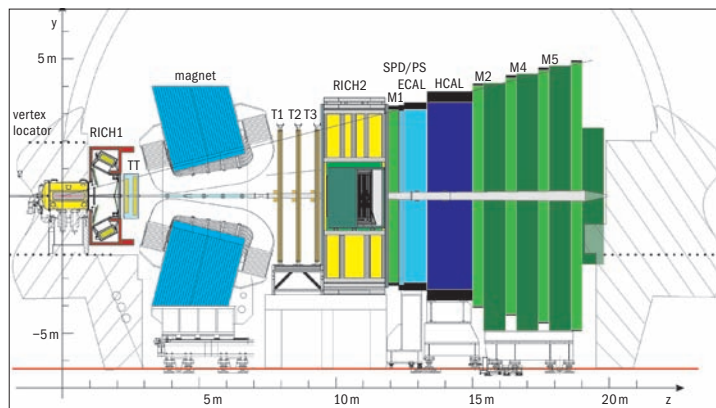 y
5 m
magnet
SPD/PS
ECAL
HCAL
M2
M4
M5
RICH2
M1
T1
T2
T3
vertex
locator
RICH1
TT
−5 m
5 m
10 m
15 m
20 m
z